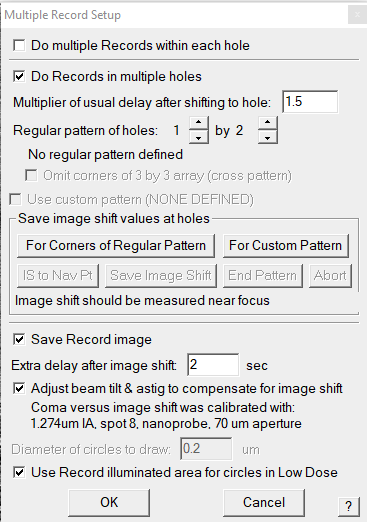 Multiple Record Setup
x
Do multiple Records within each hole
Do Records in multiple holes
Multiplier of usual delay after shifting to hole: 1.5
Regular pattern of holes: 1 by 2
No regular pattern defined
Omit corners of 3 by 3 array (cross pattern)
Use custom pattern (NONE DEFINED)
Save image shift values at holes
For Corners of Regular Pattern For Custom Pattern
IS to Nav Pt Save Image Shift End Pattern Abort
Image shift should be measured near focus
Save Record image
Extra delay after image shift: 2 sec
Adjust beam tilt & astig to compensate for image shift
Coma versus image shift was calibrated with:
1.274um IA, spot 8, nanoprobe, 70 um aperture
Diameter of circles to draw: 0.2 um
Use Record illuminated area for circles in Low Dose
OK Cancel ?